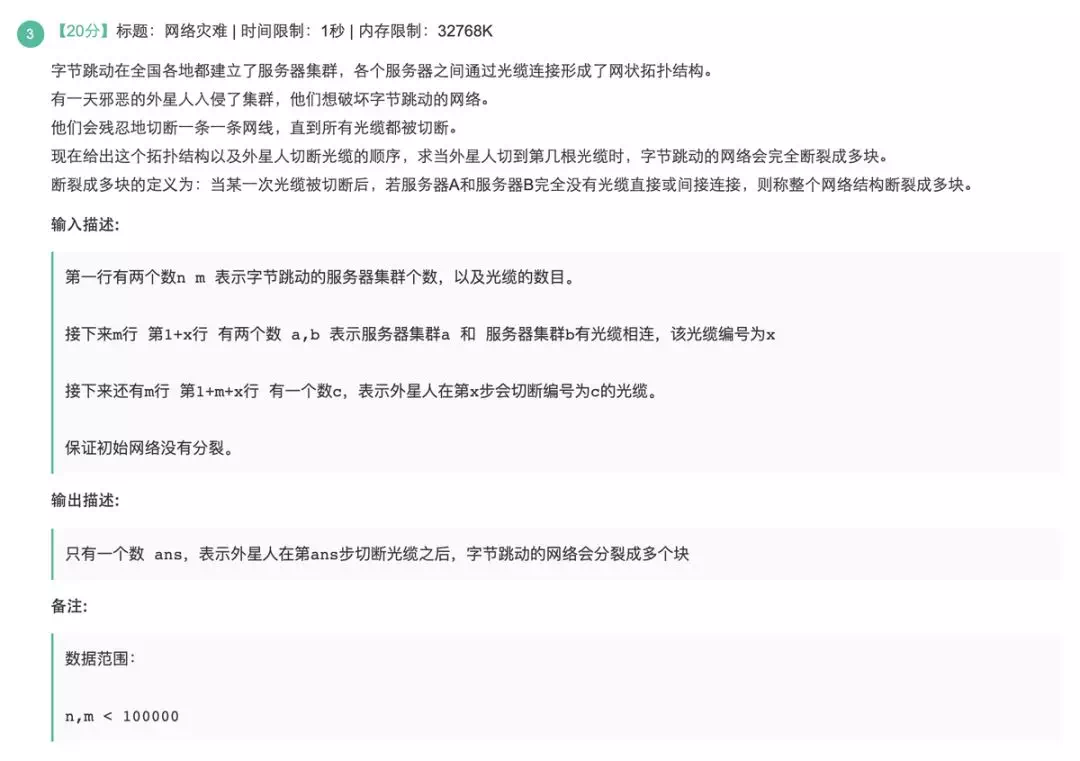 3 【20分】标题：网络灾难 | 时间限制：1秒 | 内存限制：32768K
字节跳动在全国各地都建立了服务器集群，各个服务器之间通过光缆连接形成了网状拓扑结构。
有一天邪恶的外星人入侵了集群，他们想破坏字节跳动的网络。
他们会残忍地切断一条一条网线，直到所有光缆都被切断。
现在给出这个拓扑结构以及外星人切断光缆的顺序，求当外星人切到第几根光缆时，字节跳动的网络会完全断裂成多块。
断裂成多块的定义为：当某一次光缆被切断后，若服务器A和服务器B完全没有光缆直接或间接连接，则称整个网络结构断裂成多块。
输入描述:
第一行有两个数n m 表示字节跳动的服务器集群个数，以及光缆的数目。
接下来m行 第1+x行 有两个数 a,b 表示服务器集群a 和 服务器集群b有光缆相连，该光缆编号为x
接下来还有m行 第1+m+x行 有一个数c，表示外星人在第x步会切断编号为c的光缆。
保证初始网络没有分裂。
输出描述:
只有一个数 ans，表示外星人在第ans步切断光缆之后，字节跳动的网络会分裂成多个块
备注:
数据范围：
n,m < 100000